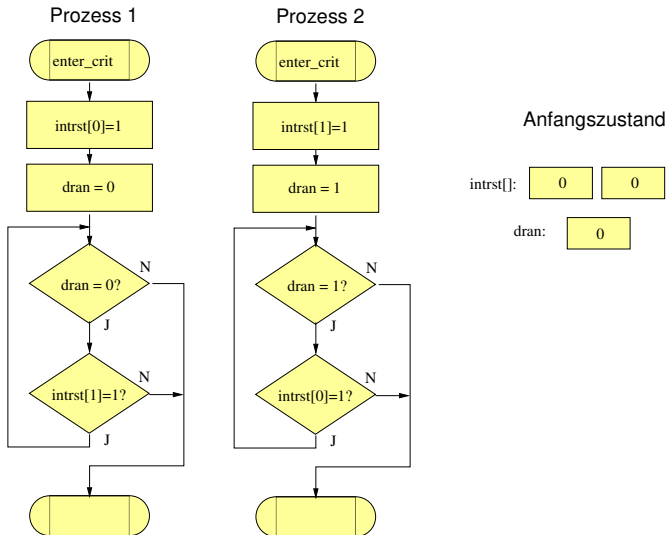 Prozess 1
enter_crit
intrst[0]=1
dran = 0
dran = 0?
N
J
intrst[1]=1?
N
J
Prozess 2
enter_crit
intrst[1]=1
dran = 1
dran = 1?
N
J
intrst[0]=1?
N
J
Anfangszustand
intrst[]: 0 0
dran: 0